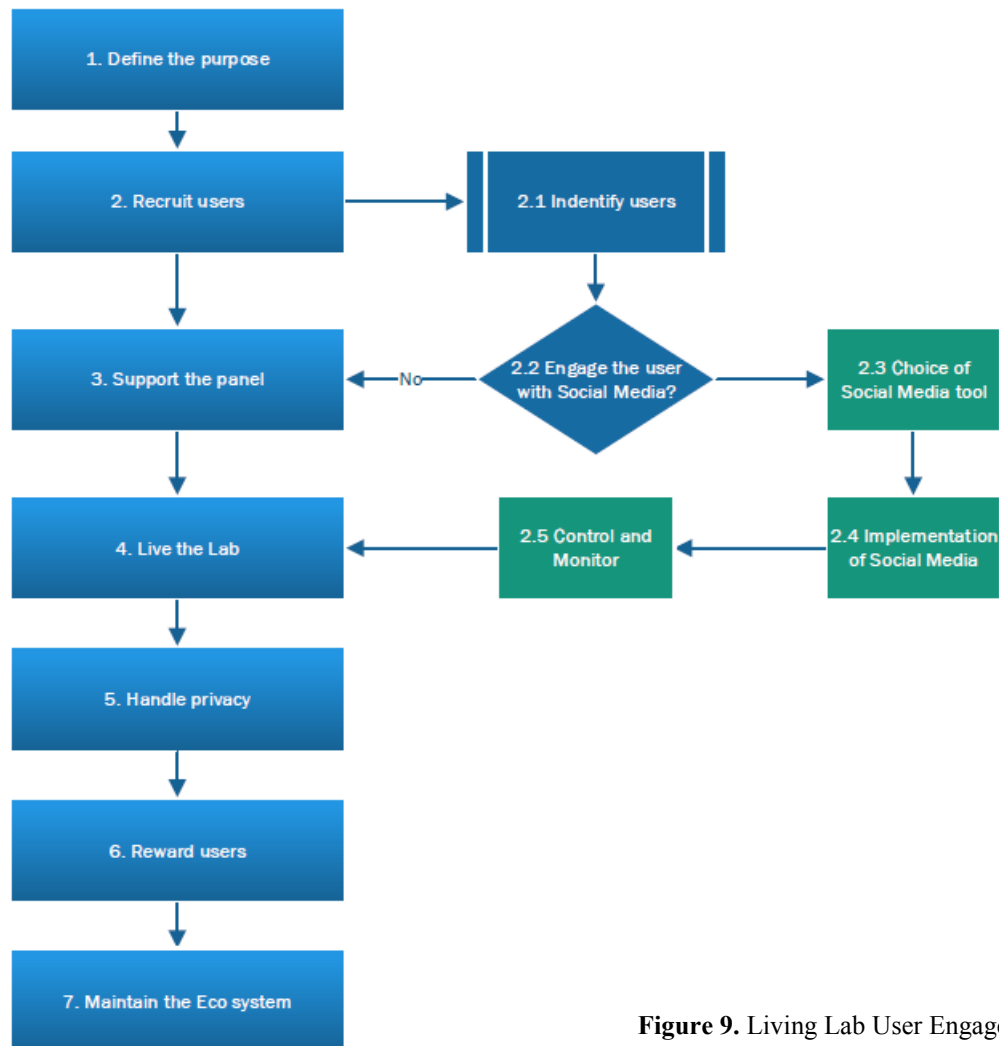 1. Define the purpose
2. Recruit users
2.1 Indentify users
3. Support the panel
No
2.2 Engage the user
with Social Media?
2.3 Choice of
Social Media tool
4. Live the Lab
2.5 Control and
Monitor
2.4 Implementation
of Social Media
5. Handle privacy
6. Reward users
7. Maintain the Eco system
Figure 9. Living Lab User Engage